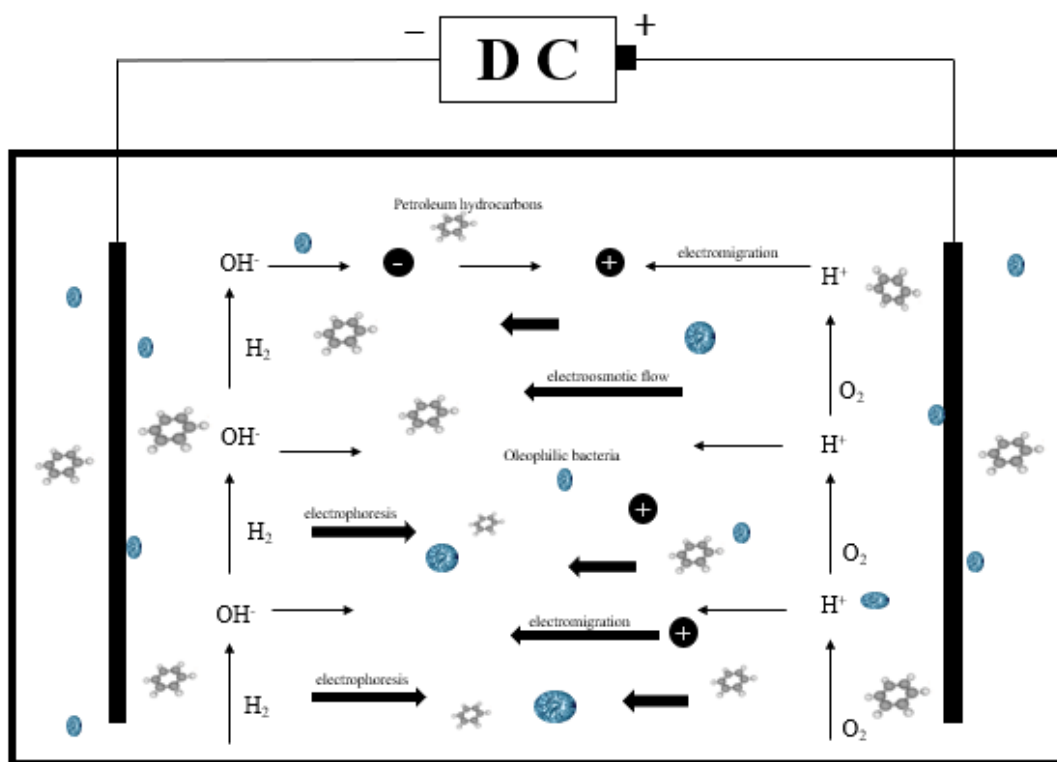 − +
D C
Petroleum hydrocarbons
OH⁻ - + electromigration H⁺
H₂ O₂
electroosmotic flow
OH⁻ H⁺
Oleophilic bacteria
+
electrophoresis
H₂ O₂
OH⁻ H⁺
electromigration +
electrophoresis
H₂ O₂